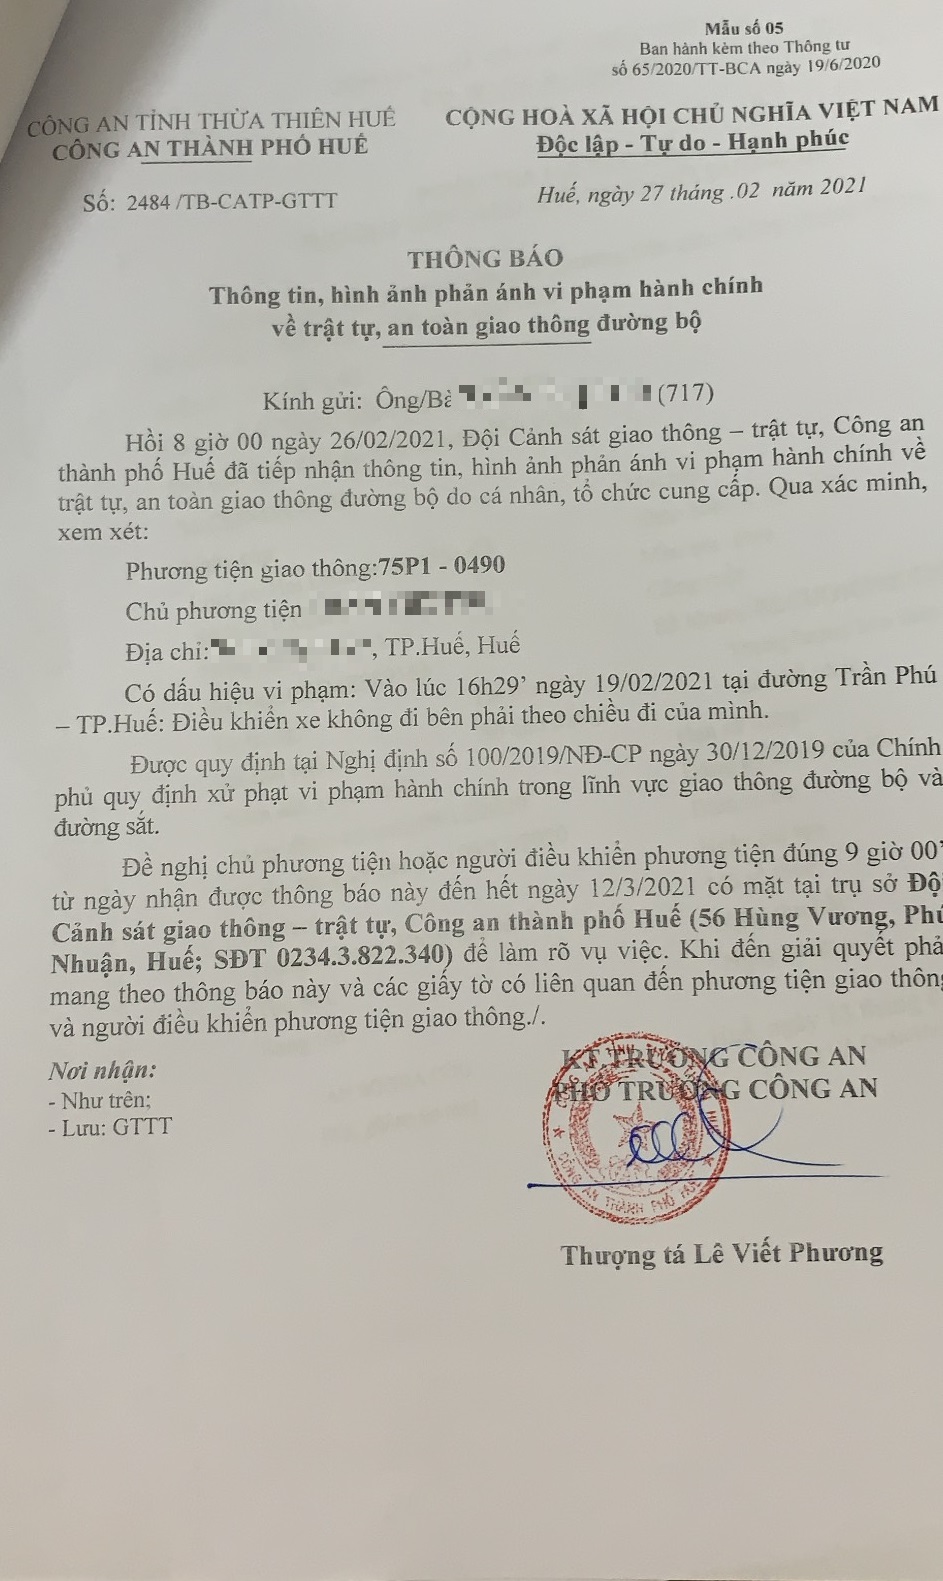 Mẫu số 05
Ban hành kèm theo Thông tư
số 65/2020/TT-BCA ngày 19/6/2020
CÔNG AN TỈNH THỪA THIÊN HUẾ
CÔNG AN THÀNH PHỐ HUẾ
CỘNG HOÀ XÃ HỘI CHỦ NGHĨA VIỆT NAM
Độc lập - Tự do - Hạnh phúc
Số: 2484 /TB-CATP-GTTT
Huế, ngày 27 tháng .02 năm 2021
THÔNG BÁO
Thông tin, hình ảnh phản ánh vi phạm hành chính
về trật tự, an toàn giao thông đường bộ
Kính gửi: Ông/Bà (717)
Hồi 8 giờ 00 ngày 26/02/2021, Đội Cảnh sát giao thông – trật tự, Công an
thành phố Huế đã tiếp nhận thông tin, hình ảnh phản ánh vi phạm hành chính về
trật tự, an toàn giao thông đường bộ do cá nhân, tổ chức cung cấp. Qua xác minh,
xem xét:
Phương tiện giao thông:75P1 - 0490
Chủ phương tiện
Địa chỉ: , TP.Huế, Huế
Có dấu hiệu vi phạm: Vào lúc 16h29’ ngày 19/02/2021 tại đường Trần Phú
– TP.Huế: Điều khiển xe không đi bên phải theo chiều đi của mình.
Được quy định tại Nghị định số 100/2019/NĐ-CP ngày 30/12/2019 của Chính
phủ quy định xử phạt vi phạm hành chính trong lĩnh vực giao thông đường bộ và
đường sắt.
Đề nghị chủ phương tiện hoặc người điều khiển phương tiện đúng 9 giờ 00’
từ ngày nhận được thông báo này đến hết ngày 12/3/2021 có mặt tại trụ sở Độ
Cảnh sát giao thông – trật tự, Công an thành phố Huế (56 Hùng Vương, Phú
Nhuận, Huế; SĐT 0234.3.822.340) để làm rõ vụ việc. Khi đến giải quyết phả
mang theo thông báo này và các giấy tờ có liên quan đến phương tiện giao thông
và người điều khiển phương tiện giao thông./.
Nơi nhận:
- Như trên;
- Lưu: GTTT
KT.TRƯỞNG CÔNG AN
PHÓ TRƯỞNG CÔNG AN
CÔNG AN THÀNH PHỐ HUẾ
Thượng tá Lê Viết Phương